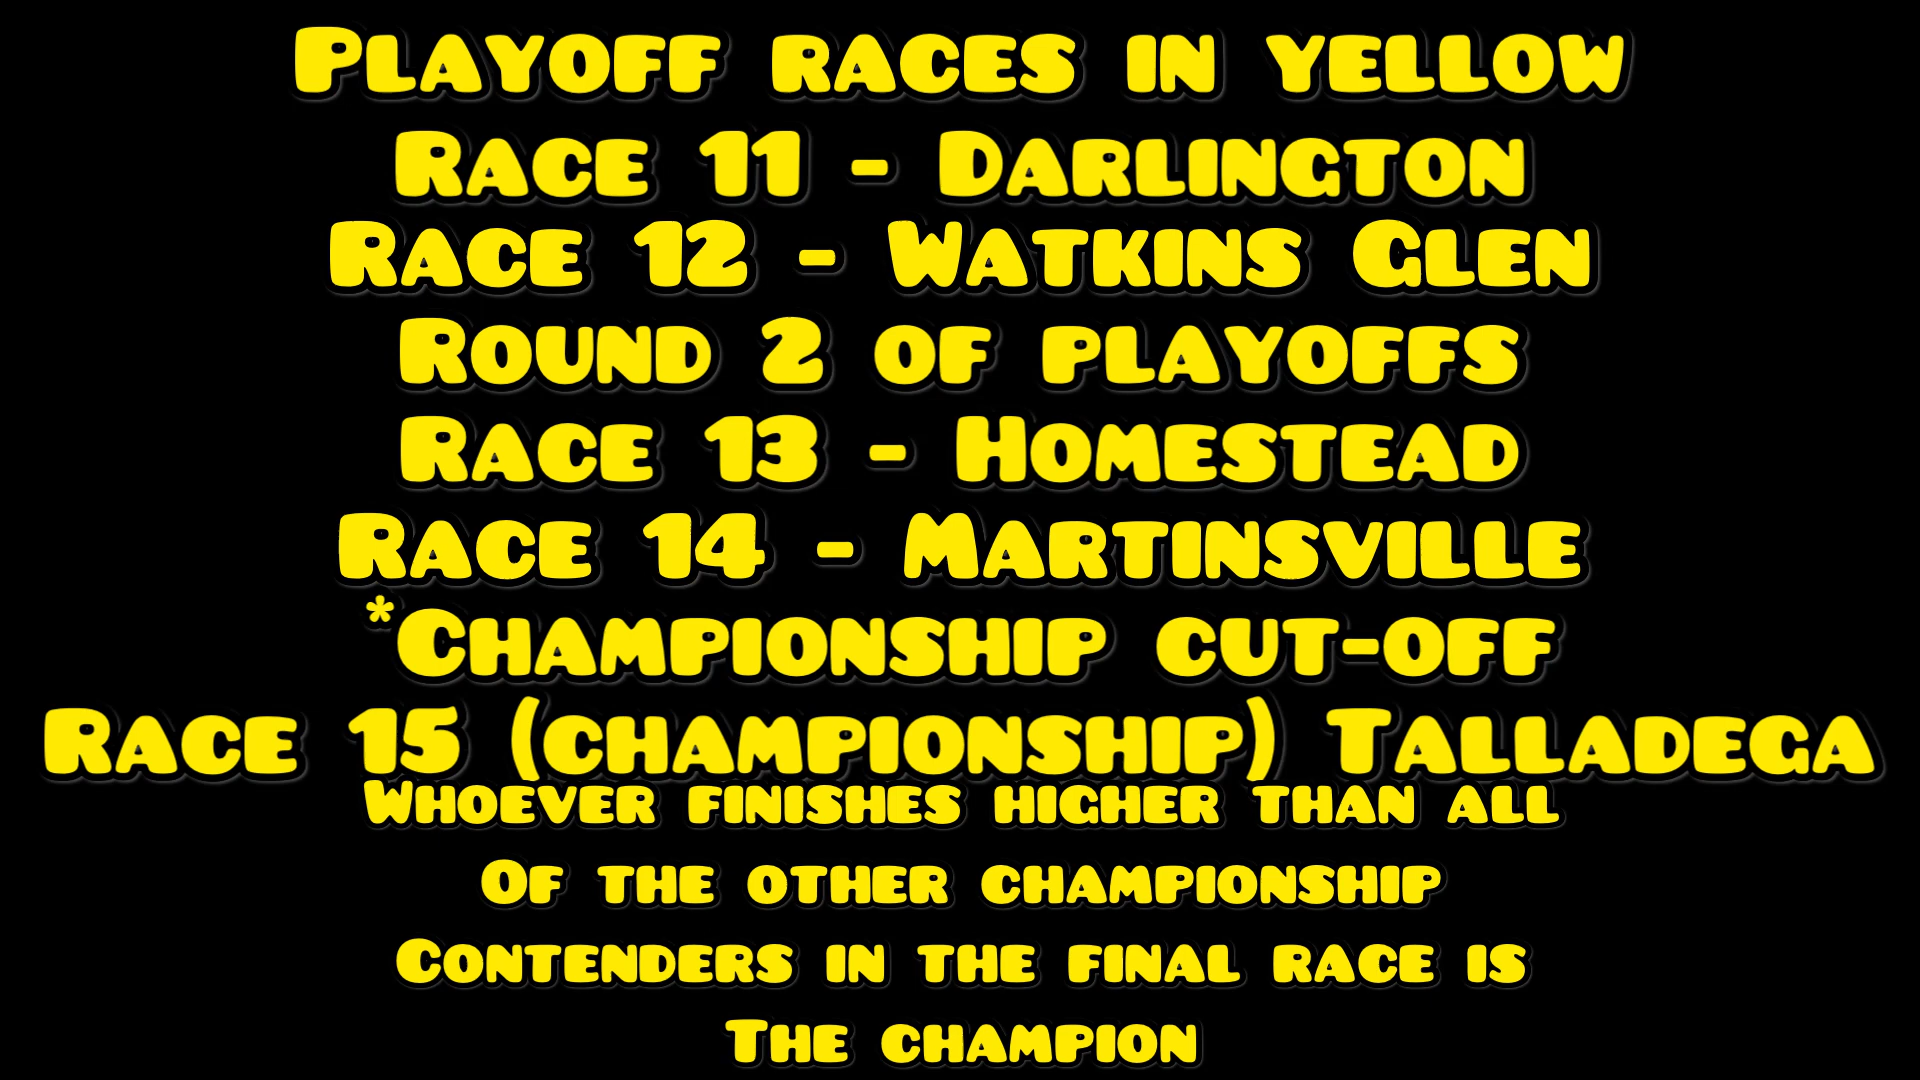 Playoff races in yellow
Race 11 - Darlington
Race 12 - Watkins Glen
Round 2 of playoffs
Race 13 - Homestead
Race 14 - Martinsville
*Championship cut-off
Race 15 (championship) Talladega
Whoever finishes higher than all
Of the other championship
Contenders in the final race is
The champion